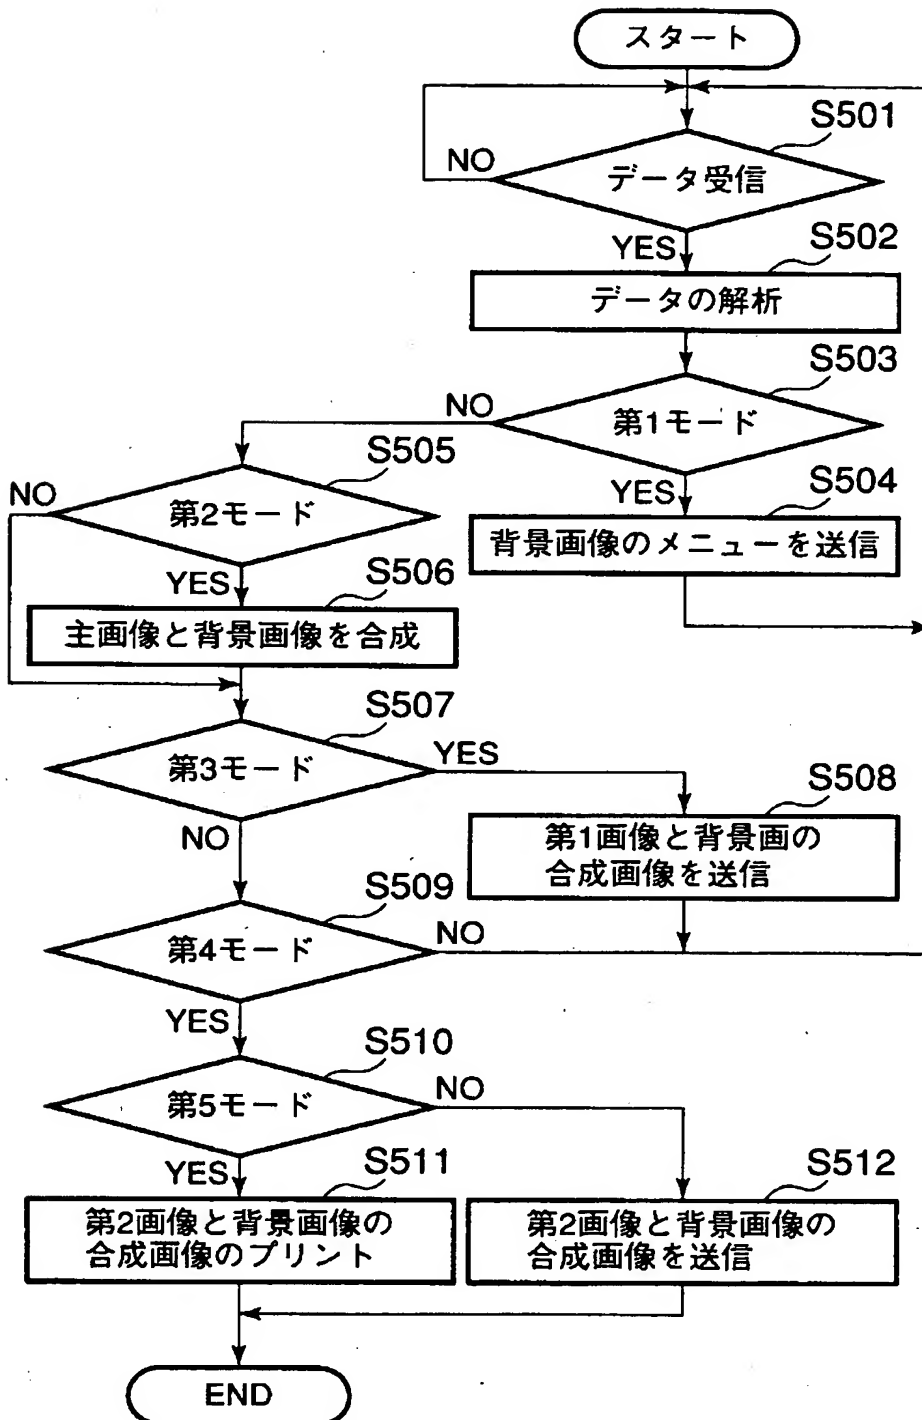 スタート
S501
NO
データ受信
YES
S502
データの解析
S503
NO
第1モード
YES
S504
背景画像のメニューを送信
S505
NO
第2モード
YES
S506
主画像と背景画像を合成
S507
第3モード
YES
NO
S508
第1画像と背景画の
合成画像を送信
S509
第4モード
NO
YES
S510
第5モード
NO
YES
S511
第2画像と背景画像の
合成画像のプリント
S512
第2画像と背景画像の
合成画像を送信
END